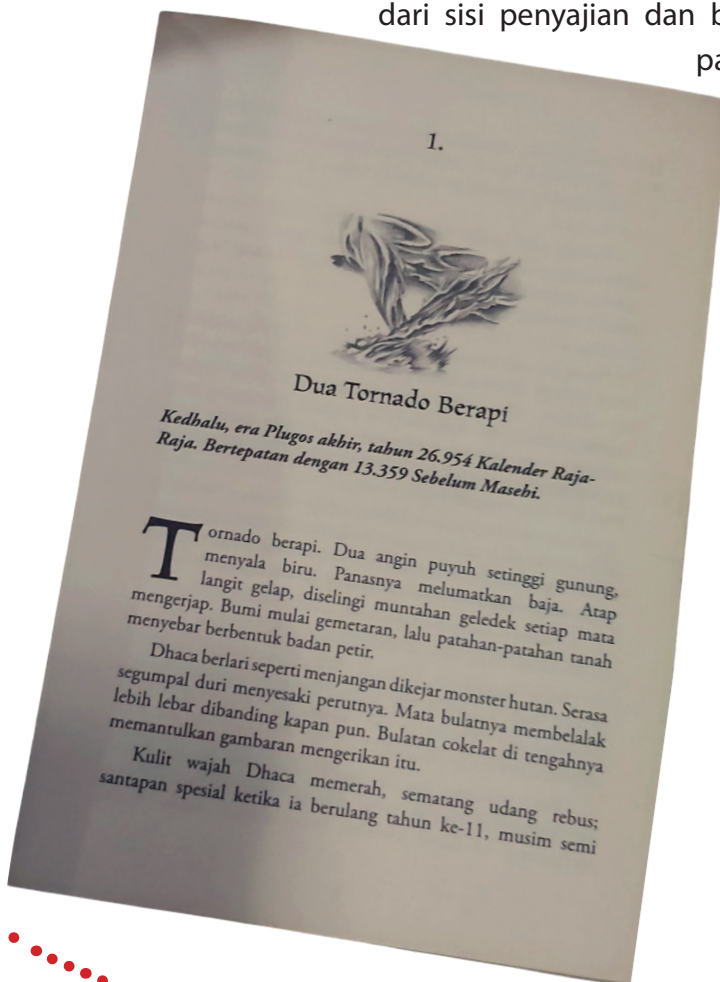 dari sisi penyajian dan
1.
Dua Tornado Berapi
Kedhalu, era Plugos akhir, tahun 26.954 Kalender Raja-
Raja. Bertepatan dengan 13.359 Sebelum Masehi.
Tornado berapi. Dua angin puyuh setinggi gunung,
menyala biru. Panasnya melumatkan baja. Atap
langit gelap, diselingi muntahan geledek setiap mata
mengerjap. Bumi mulai gemetaran, lalu patahan-patahan tanah
menyebar berbentuk badan petir.
Dhaca berlari seperti menjangan dikejar monster hutan. Serasa
segumpal duri menyesaki perutnya. Mata bulatnya membelalak
lebih lebar dibanding kapan pun. Bulatan cokelat di tengahnya
memantulkan gambaran mengerikan itu.
Kulit wajah Dhaca memerah, sematang udang rebus;
santapan spesial ketika ia berulang tahun ke-11, musim semi